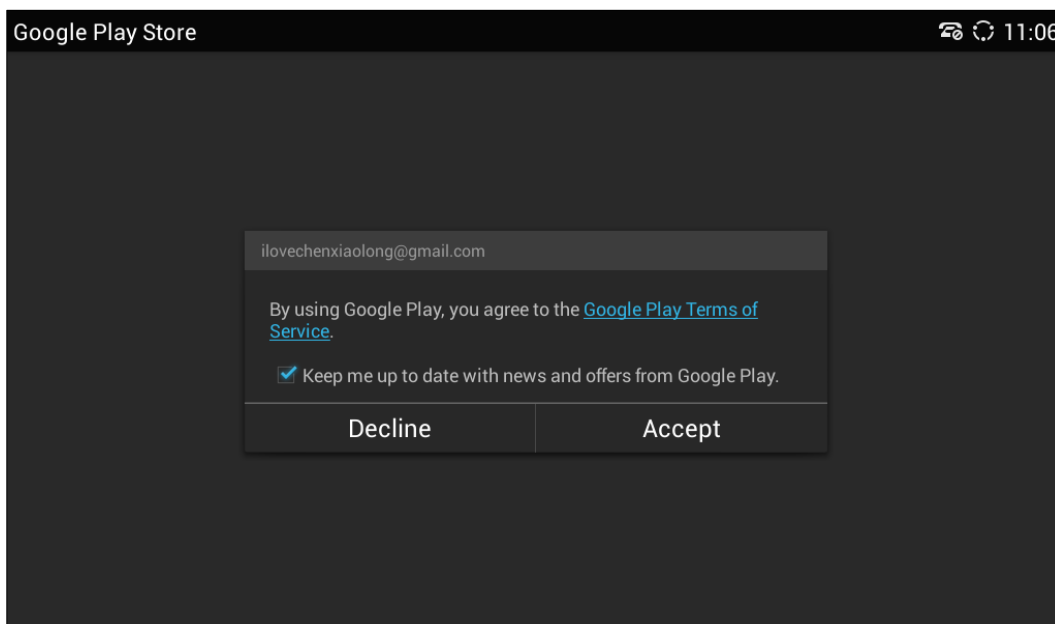 Google Play Store 11:06
ilovechenxiaolong@gmail.com
By using Google Play, you agree to the Google Play Terms of
Service.
Keep me up to date with news and offers from Google Play.
Decline Accept